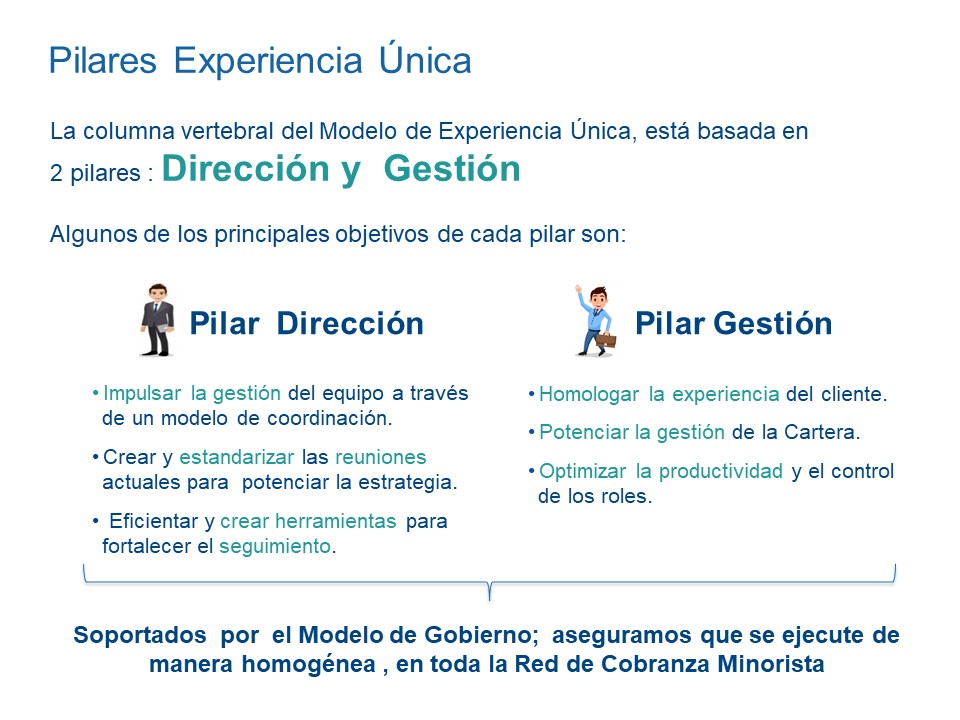 Pilares Experiencia Única
La columna vertebral del Modelo de Experiencia Única, está basada en
2 pilares : Dirección y Gestión
Algunos de los principales objetivos de cada pilar son:
Pilar Dirección
• Impulsar la gestión del equipo a través
de un modelo de coordinación.
• Crear y estandarizar las reuniones
actuales para potenciar la estrategia.
• Eficientar y crear herramientas para
fortalecer el seguimiento.
Pilar Gestión
• Homologar la experiencia del cliente.
• Potenciar la gestión de la Cartera.
• Optimizar la productividad y el control
de los roles.
Soportados por el Modelo de Gobierno; aseguramos que se ejecute de
manera homogénea , en toda la Red de Cobranza Minorista